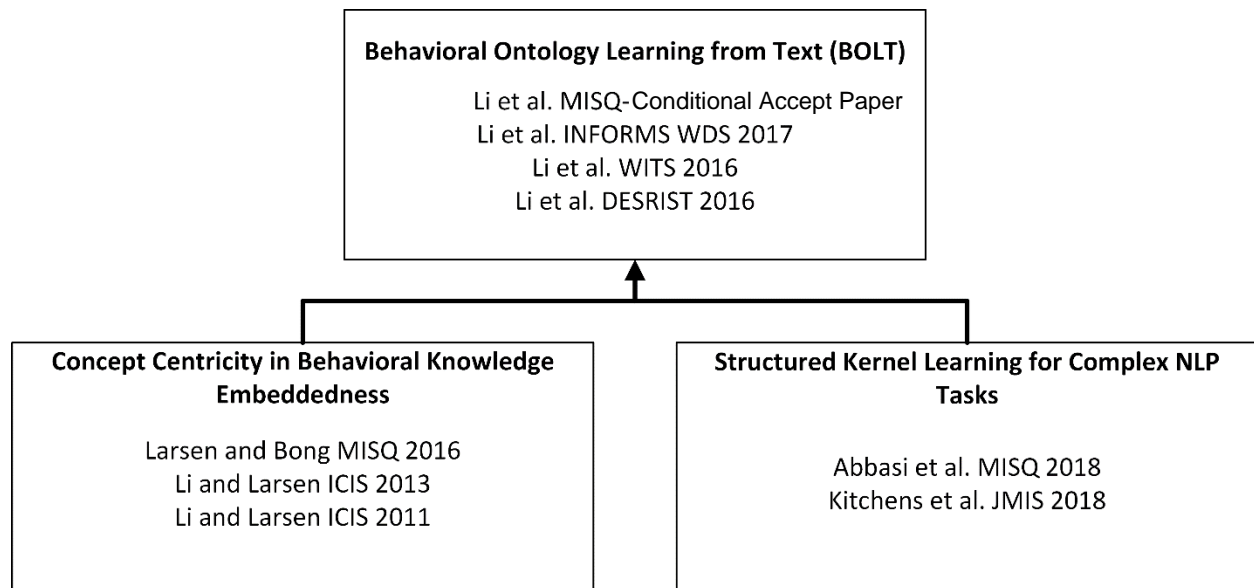 Behavioral Ontology Learning from Text (BOLT)
Li et al. MISQ-Conditional Accept Paper
Li et al. INFORMS WDS 2017
Li et al. WITS 2016
Li et al. DESRIST 2016
Concept Centricity in Behavioral Knowledge
Embeddedness
Larsen and Bong MISQ 2016
Li and Larsen ICIS 2013
Li and Larsen ICIS 2011
Structured Kernel Learning for Complex NLP
Tasks
Abbasi et al. MISQ 2018
Kitchens et al. JMIS 2018